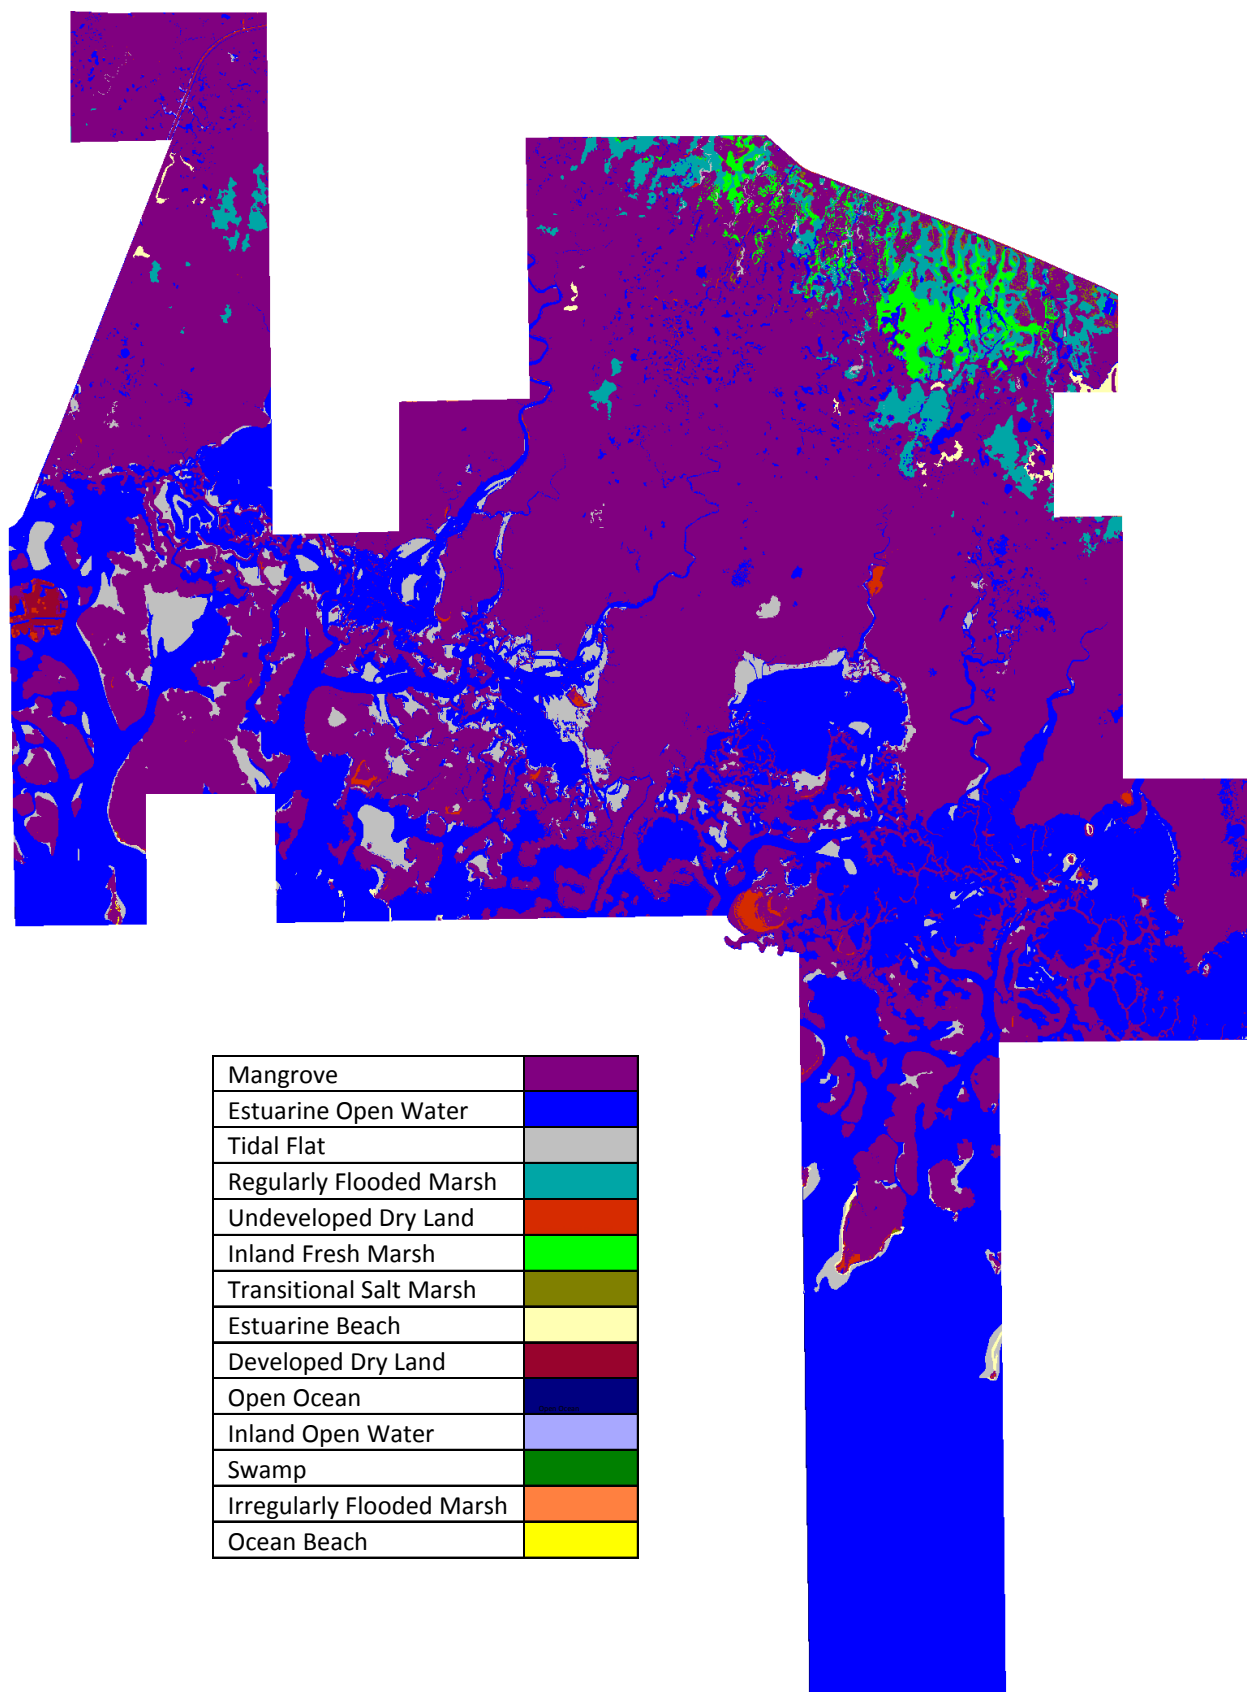 Mangrove
Estuarine Open Water
Tidal Flat
Regularly Flooded Marsh
Undeveloped Dry Land
Inland Fresh Marsh
Transitional Salt Marsh
Estuarine Beach
Developed Dry Land
Open Ocean
Inland Open Water
Swamp
Irregularly Flooded Marsh
Ocean Beach